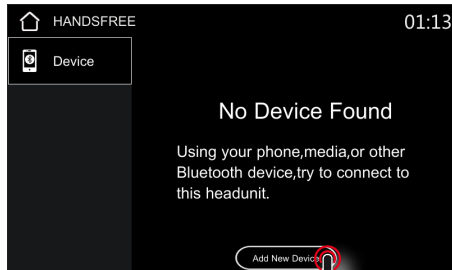 HANDSFREE
01:13
Device
No Device Found
Using your phone,media,or other
Bluetooth device,try to connect to
this headunit.
Add New Device